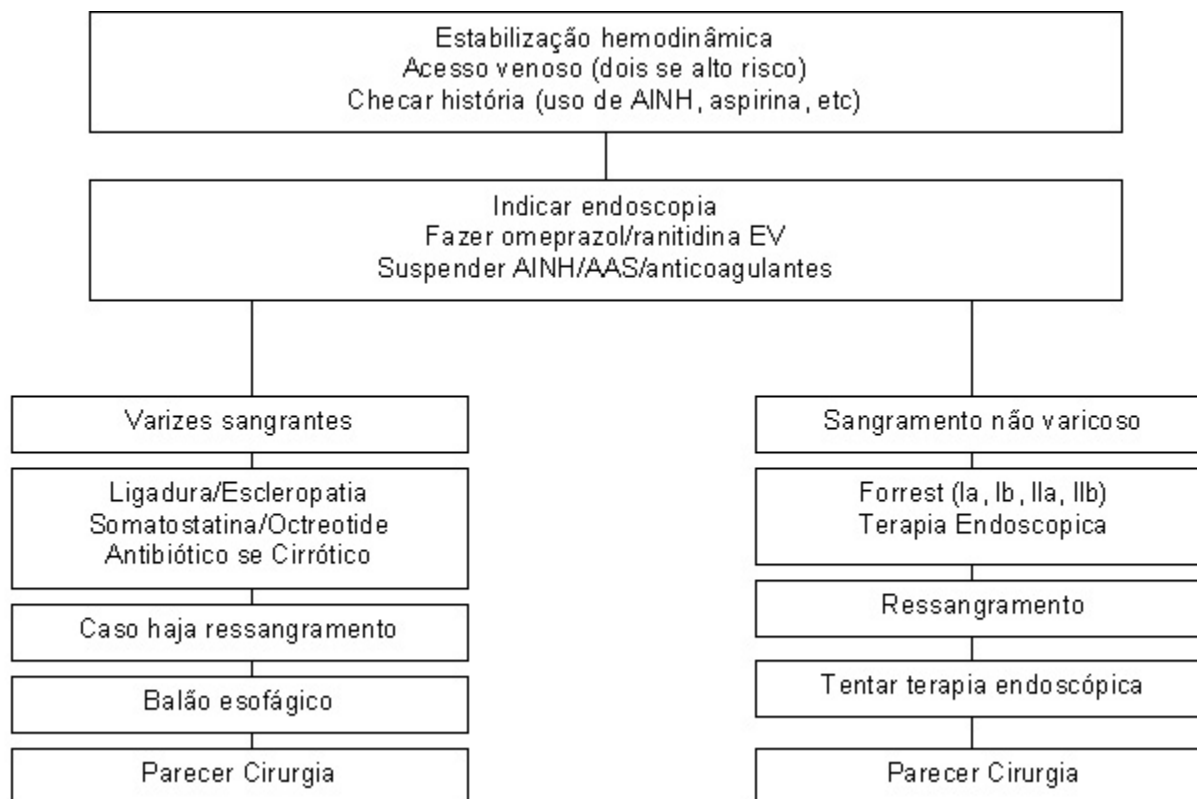 Estabilização hemodinâmica
Acesso venoso (dois se alto risco)
Checar história (uso de AINH, aspirina, etc)
Indicar endoscopia
Fazer omeprazol/ranitidina EV
Suspender AINH/AAS/anticoagulantes
Varizes sangrantes
Ligadura/Escleropatia
Somatostatina/Octreotide
Antibiótico se Cirrótico
Caso haja ressangramento
Balão esofágico
Parecer Cirurgia
Sangramento não varicoso
Forrest (Ia, Ib, IIa, IIb)
Terapia Endoscopica
Ressangramento
Tentar terapia endoscópica
Parecer Cirurgia